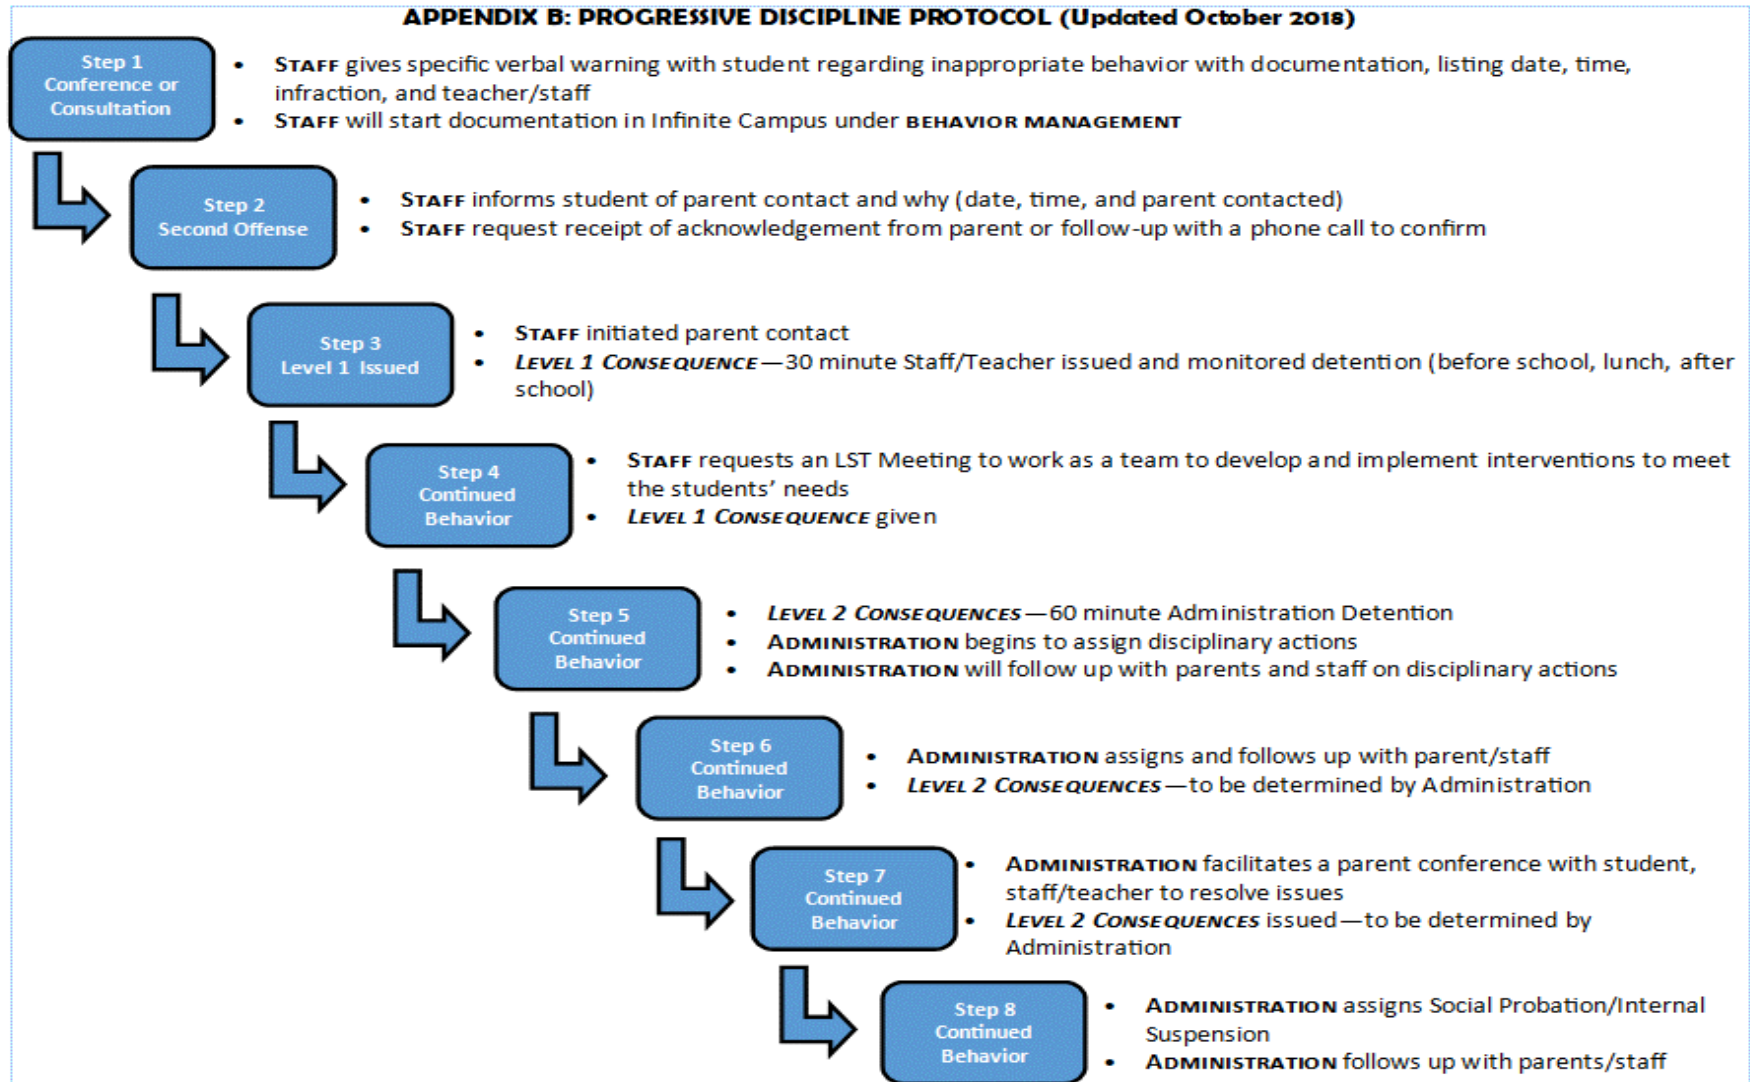 APPENDIX B: PROGRESSIVE DISCIPLINE PROTOCOL (Updated October 2018)
Step 1
Conference or
Consultation
• STAFF gives specific verbal warning with student regarding inappropriate behavior with documentation, listing date, time,
infraction, and teacher/staff
• STAFF will start documentation in Infinite Campus under BEHAVIOR MANAGEMENT
Step 2
Second Offense
• STAFF informs student of parent contact and why (date, time, and parent contacted)
• STAFF request receipt of acknowledgement from parent or follow-up with a phone call to confirm
Step 3
Level 1 Issued
• STAFF initiated parent contact
• LEVEL 1 CONSEQUENCE—30 minute Staff/Teacher issued and monitored detention (before school, lunch, after
school)
Step 4
Continued
Behavior
• STAFF requests an LST Meeting to work as a team to develop and implement interventions to meet
the students’ needs
• LEVEL 1 CONSEQUENCE given
Step 5
Continued
Behavior
• LEVEL 2 CONSEQUENCES—60 minute Administration Detention
• ADMINISTRATION begins to assign disciplinary actions
• ADMINISTRATION will follow up with parents and staff on disciplinary actions
Step 6
Continued
Behavior
• ADMINISTRATION assigns and follows up with parent/staff
• LEVEL 2 CONSEQUENCES—to be determined by Administration
Step 7
Continued
Behavior
• ADMINISTRATION facilitates a parent conference with student,
staff/teacher to resolve issues
• LEVEL 2 CONSEQUENCES issued—to be determined by
Administration
Step 8
Continued
Behavior
• ADMINISTRATION assigns Social Probation/Internal
Suspension
• ADMINISTRATION follows up with parents/staff